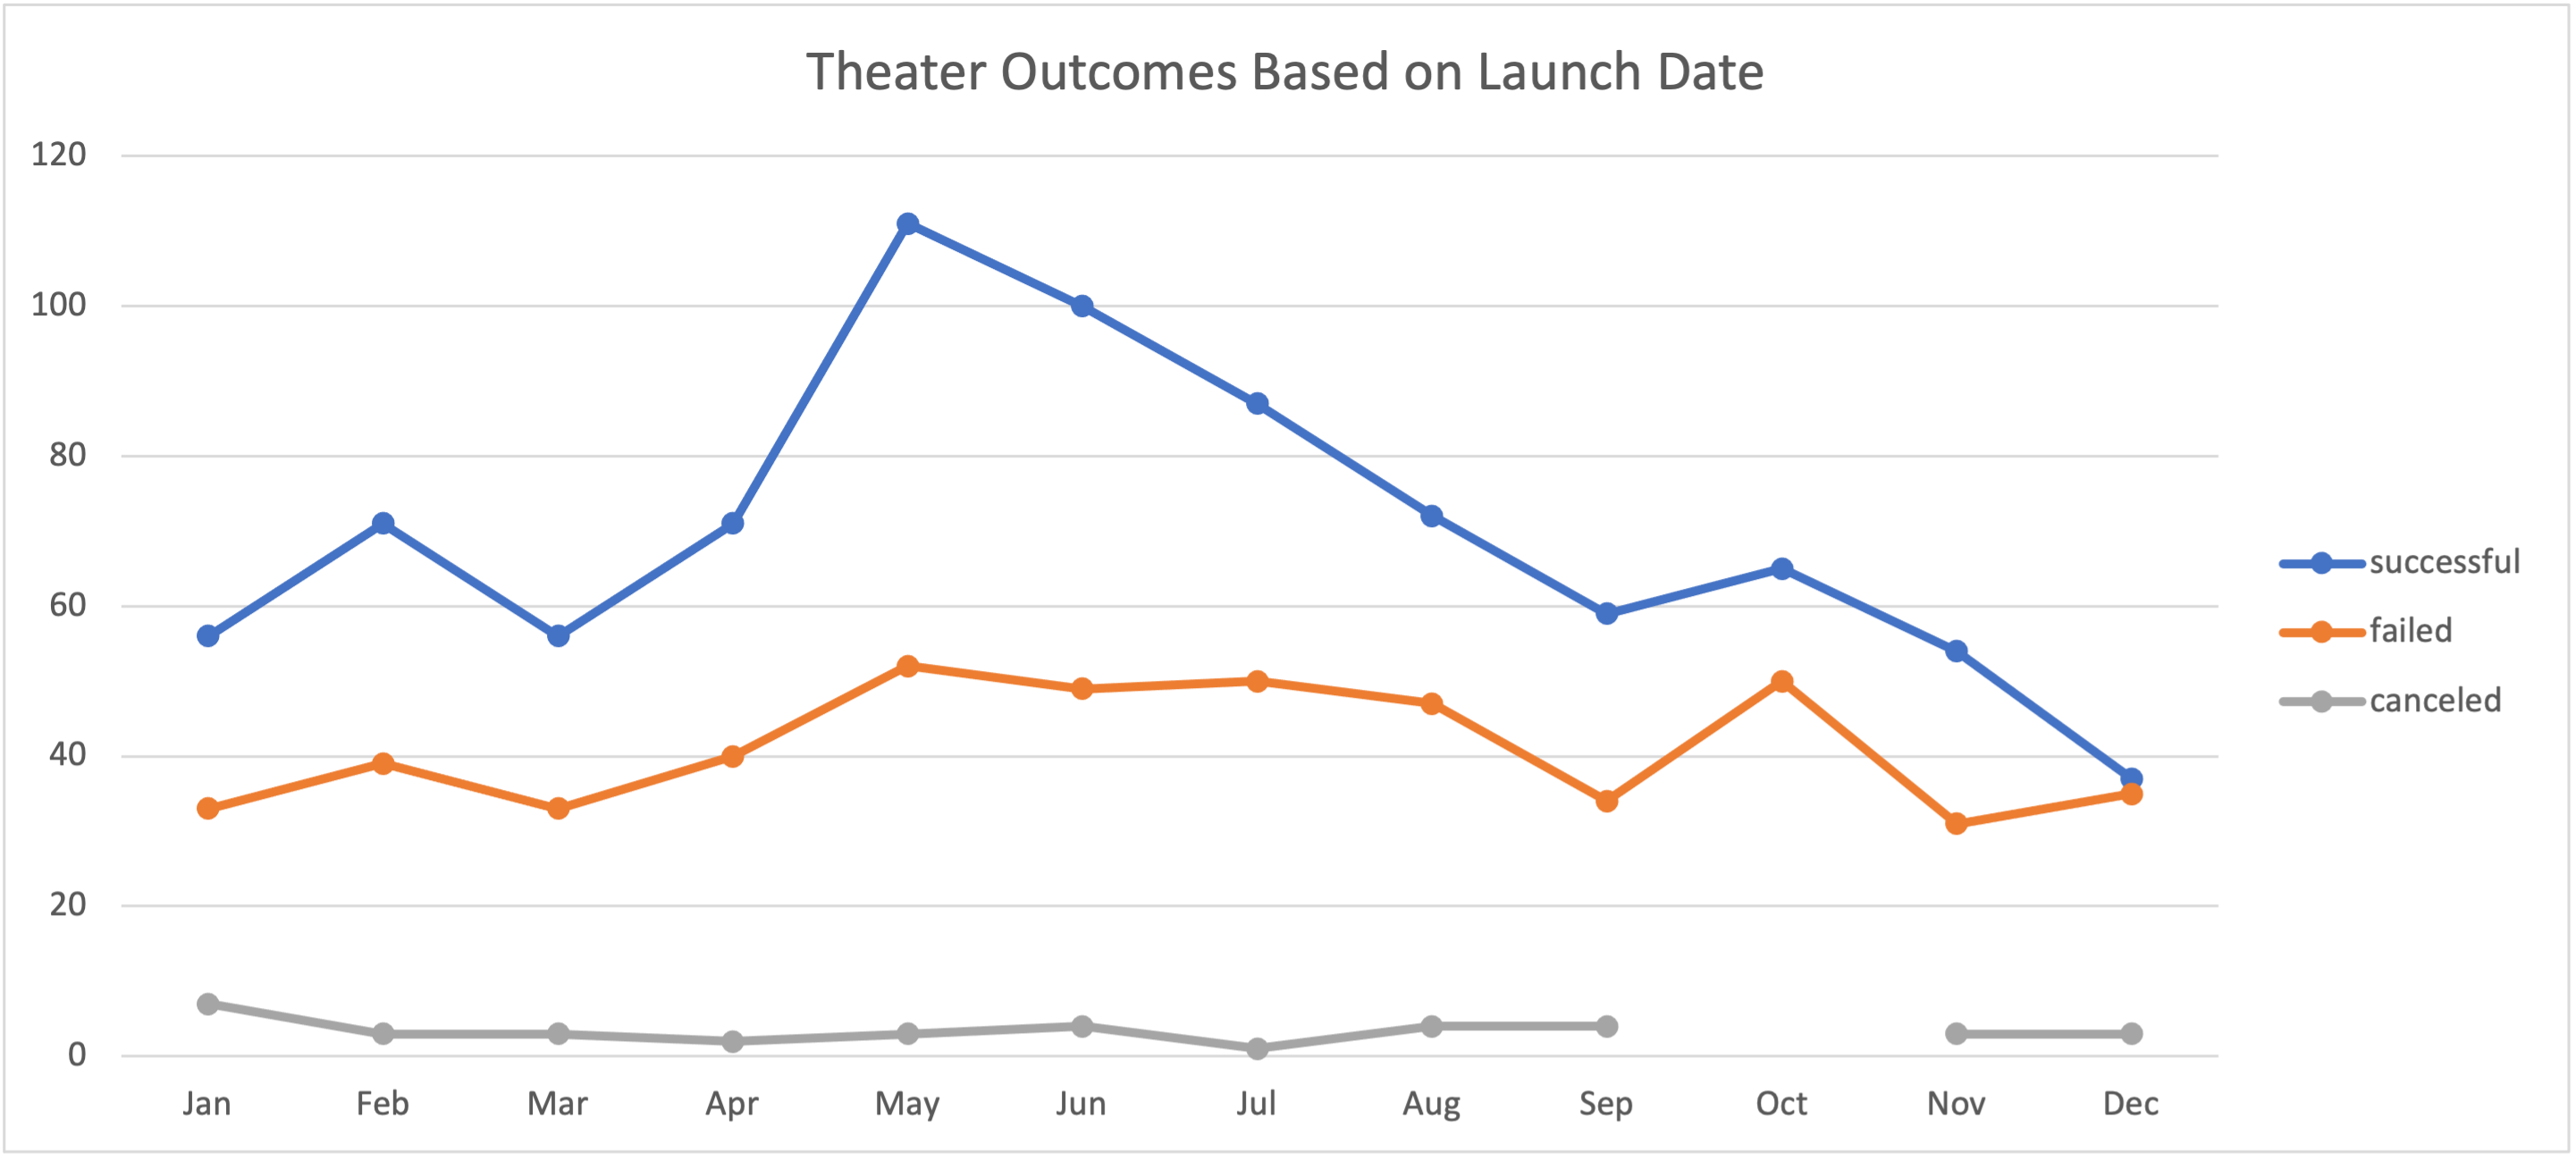 Theater Outcomes Based on Launch Date
120
100
80
60
40
20
0
Jan Feb Mar Apr May Jun Jul Aug Sep Oct Nov Dec
successful
failed
canceled